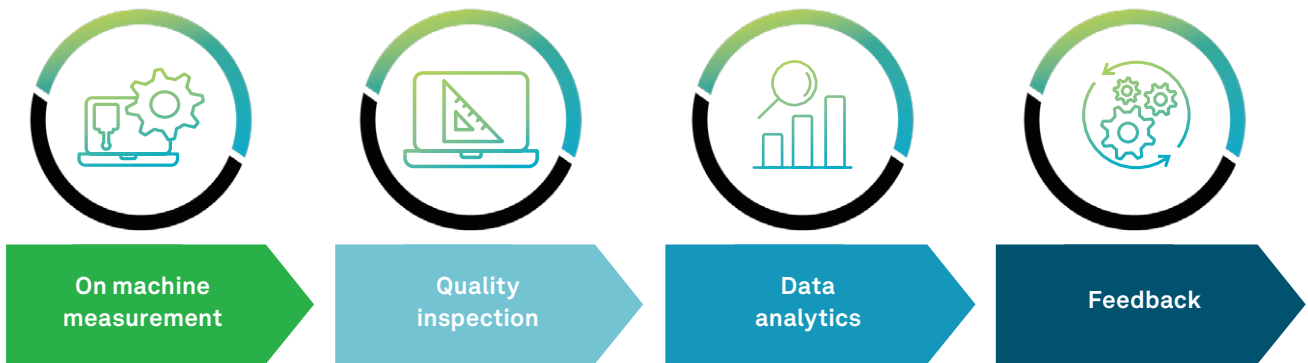 On machine
measurement
Quality
inspection
Data
analytics
Feedback